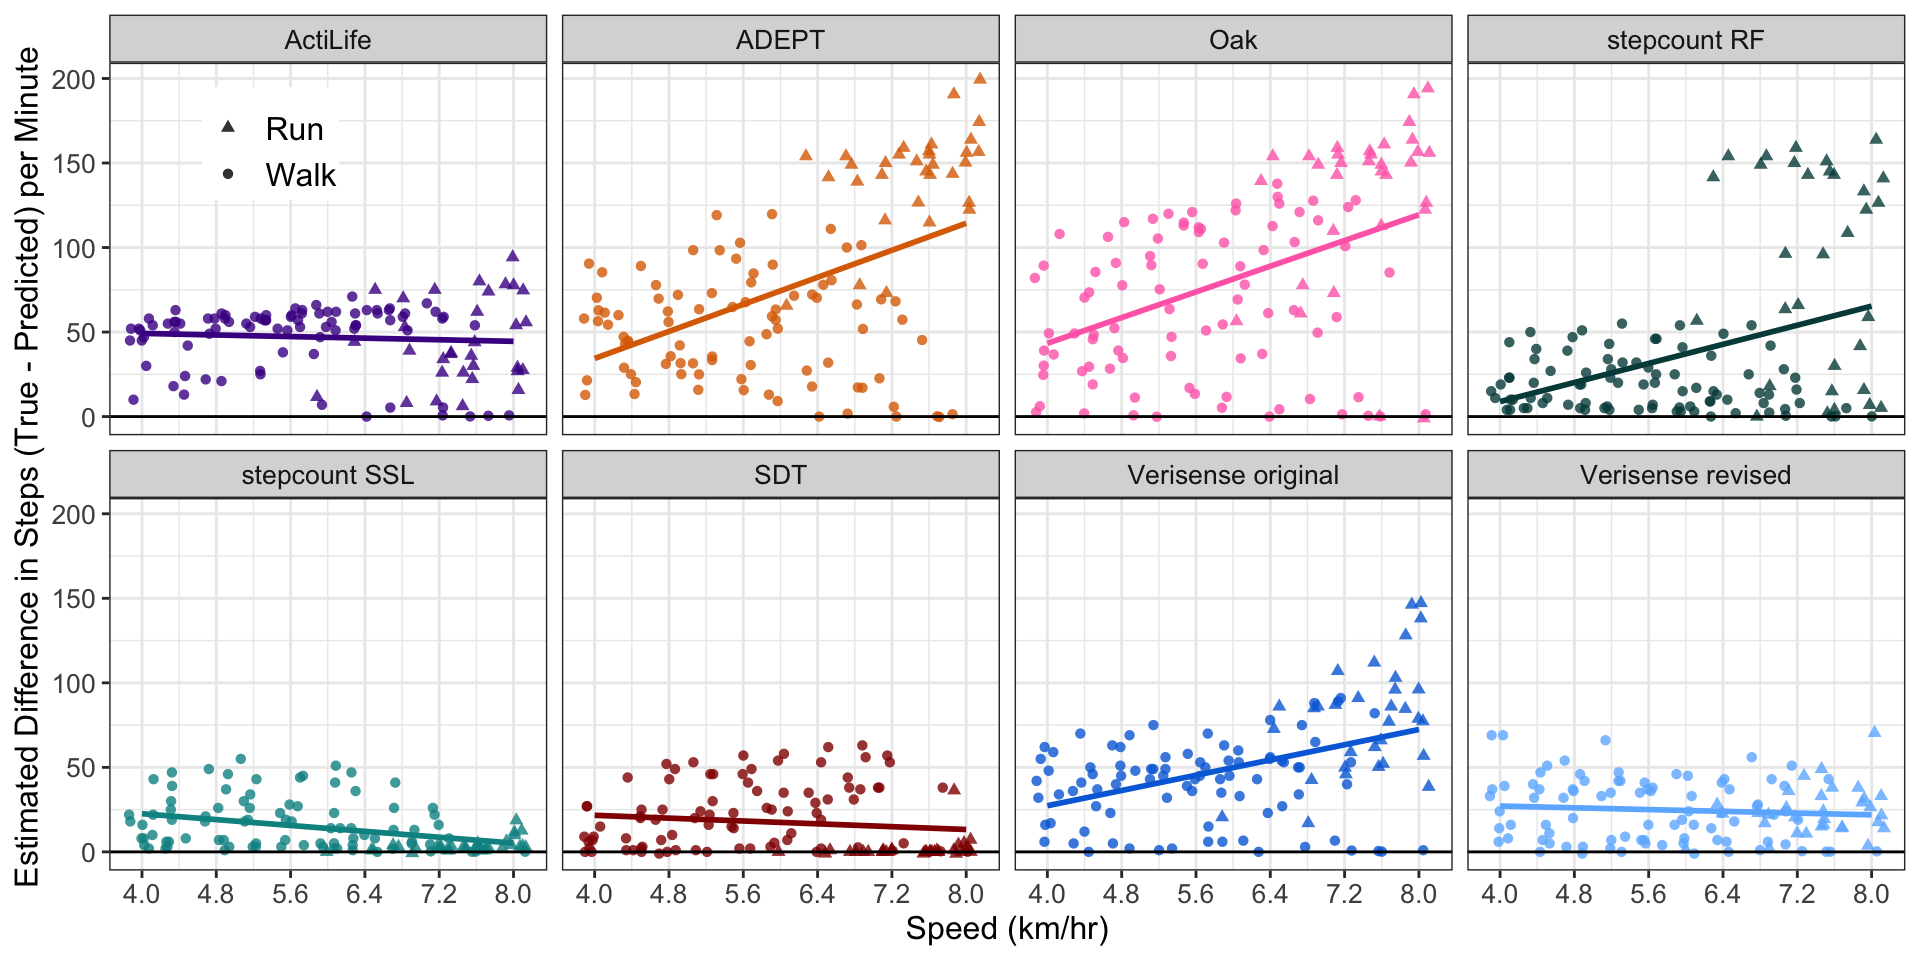 Estimated Difference in Steps (True - Predicted) per Minute
ActiLife
ADEPT
Oak
stepcount RF
200
150
100
50
0
Run
Walk
stepcount SSL
SDT
Verisense original
Verisense revised
200
150
100
50
0
4.0 4.8 5.6 6.4 7.2 8.0
4.0 4.8 5.6 6.4 7.2 8.0
4.0 4.8 5.6 6.4 7.2 8.0
4.0 4.8 5.6 6.4 7.2 8.0
Speed (km/hr)